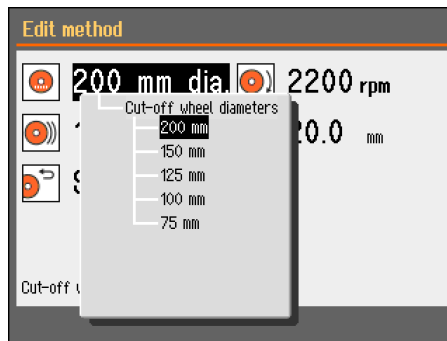 Edit method
200 mm dia. 2200 rpm
Cut-off wheel diameters
200 mm
20.0 mm
150 mm
125 mm
100 mm
75 mm
Cut-off